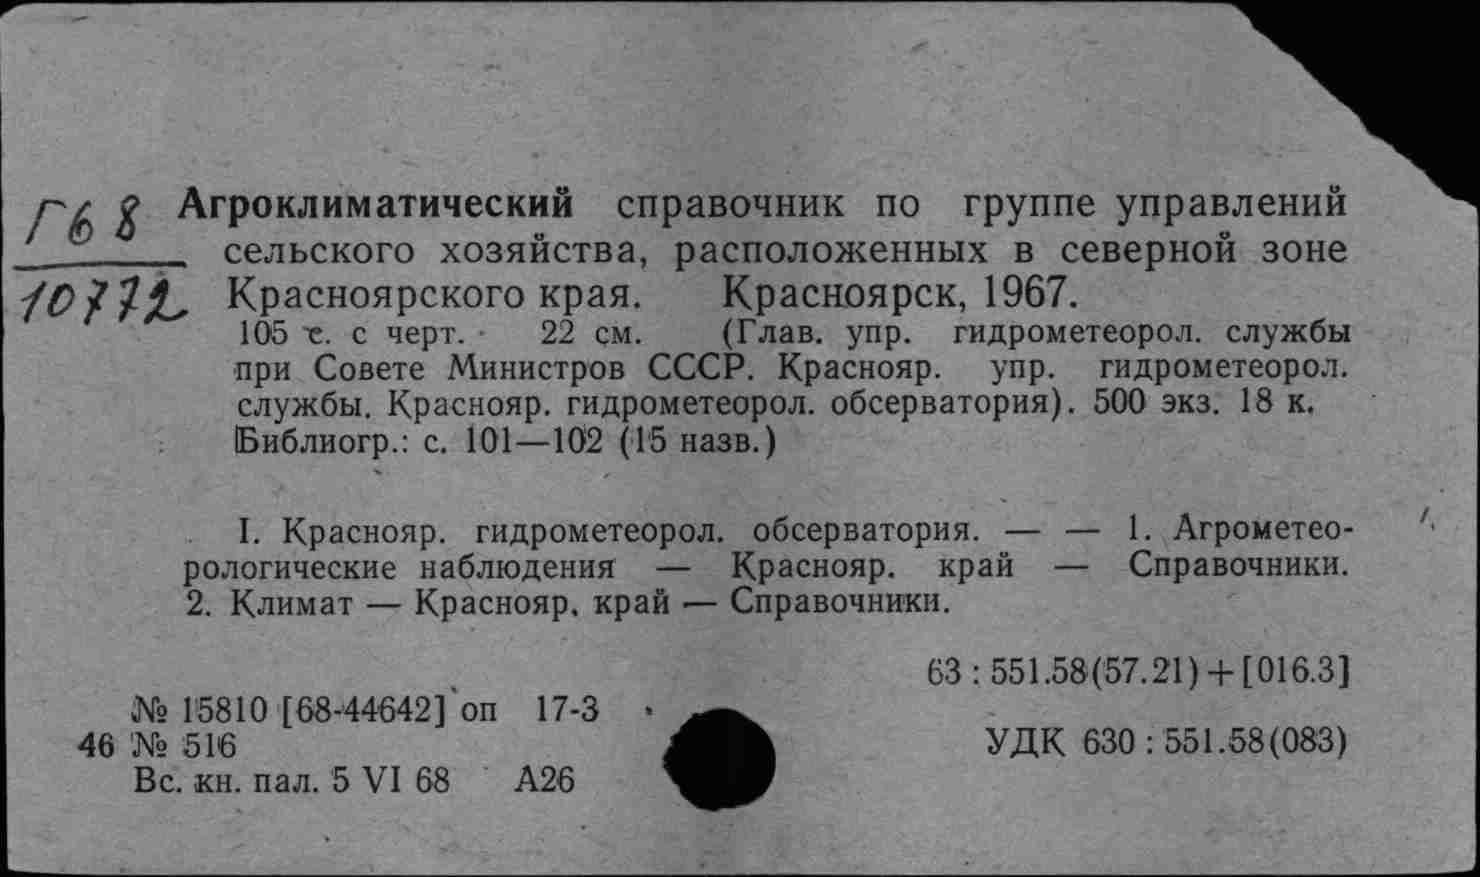 Г68 Агроклиматический справочник по группе управлений
сельского хозяйства, расположенных в северной зоне
10772 Красноярского края. Красноярск, 1967.
105 с. с черт. 22 см. (Глав. упр. гидрометеорол. службы
при Совете Министров СССР. Краснояр. упр. гидрометеорол.
службы. Краснояр. гидрометеорол. обсерватория). 500 экз. 18 к.
Библиогр.: с. 101—102 (15 назв.)
I. Краснояр. гидрометеорол. обсерватория. — — 1. Агрометео-
рологические наблюдения — Краснояр. край — Справочники.
2. Климат — Краснояр. край — Справочники.
63 : 551.58(57.21) + [016.3]
№ 15810 [68-44642] оп 17-3
46 № 516
УДК 630 : 551.58(083)
Вс. кн. пал. 5 VI 68 А26